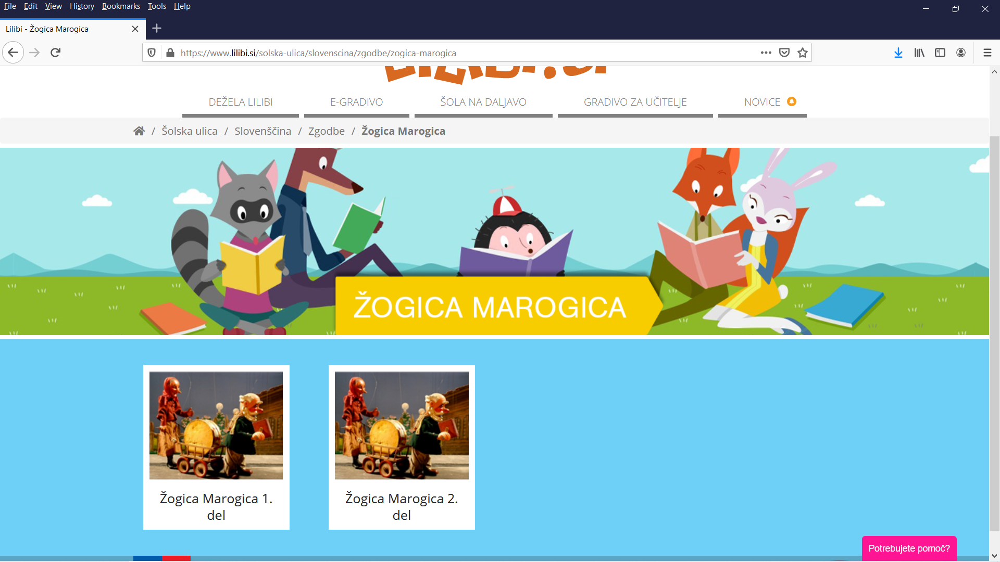 File Edit View History Bookmarks Tools Help
Lilibi - Žogica Marogica
https://www.lilibi.si/solska-ulica/slovenscina/zgodbe/zogica-marogica
LILIBI.SI
DEŽELA LILIBI E-GRADIVO ŠOLA NA DALJAVO GRADIVO ZA UČITELJE NOVICE
/ Šolska ulica / Slovenščina / Zgodbe / Žogica Marogica
ŽOGICA MAROGICA
Žogica Marogica 1.
del
Žogica Marogica 2.
del
Potrebujete pomoč?